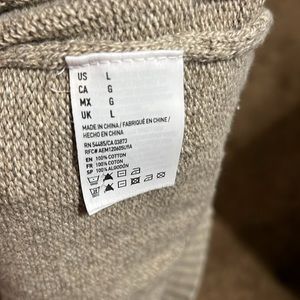 US L
CA G
MX G
UK L
MADE IN CHINA / FABRIQUÉ EN CHINE /
HECHO EN CHINA
RN 54485/CA 03873
EN 100% COTTON
FR 100% COTON
SP 100% ALGODÓN